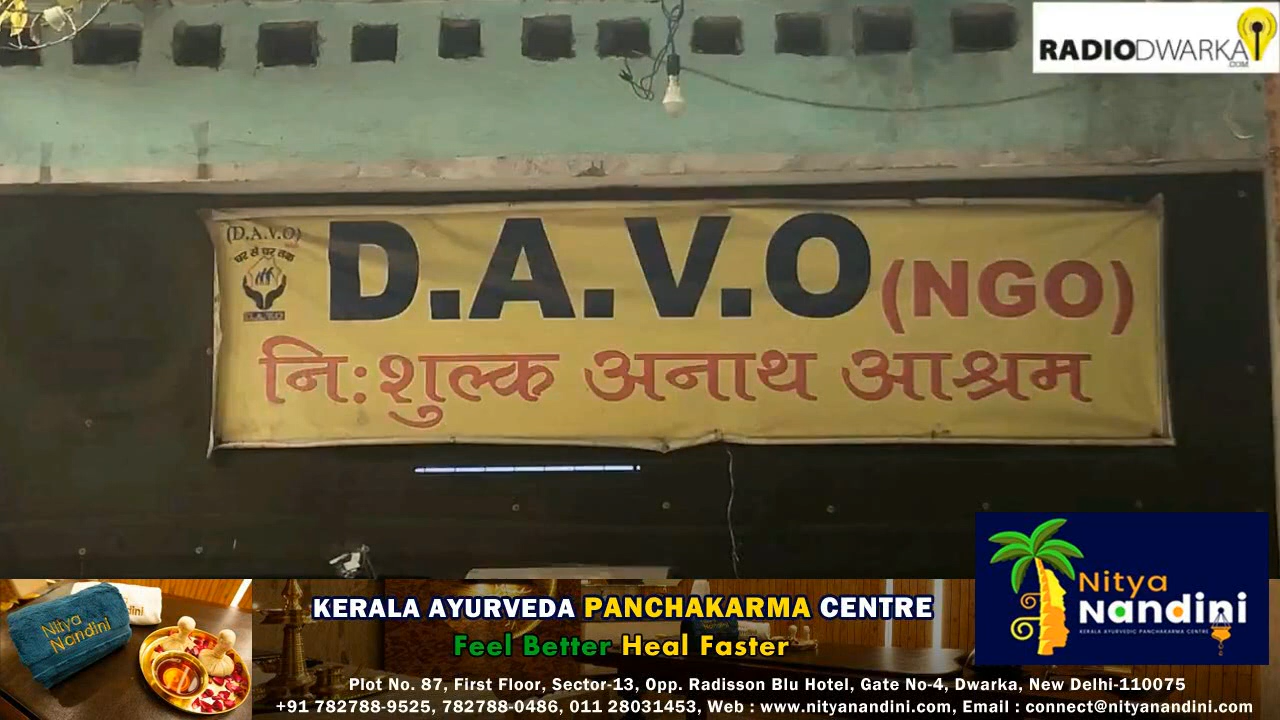 RADIODWARKA
.COM
(D.A.V.O)
घर से घर तक
D.A.V.O
D.A.V.O (NGO)
नि:शुल्क अनाथ आश्रम
Nitya
Nandini
KERALA AYURVEDIC PANCHAKARMA CENTRE
Nitya
Nandini
KERALA AYURVEDA PANCHAKARMA CENTRE
Feel Better Heal Faster
Plot No. 87, First Floor, Sector-13, Opp. Radisson Blu Hotel, Gate No-4, Dwarka, New Delhi-110075
+91 782788-9525, 782788-0486, 011 28031453, Web : www.nityanandini.com, Email : connect@nityanandini.com